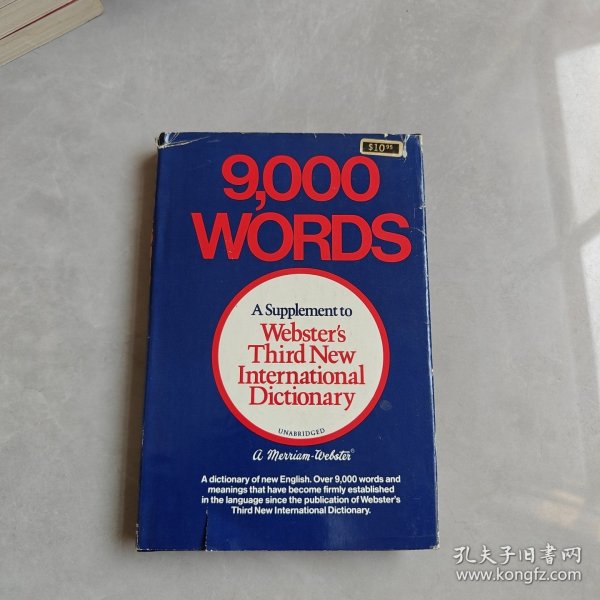 $10.95
9,000
WORDS
A Supplement to
Webster's
Third New
International
Dictionary
UNABRIDGED
a Merriam-Webster®
A dictionary of new English. Over 9,000 words and
meanings that have become firmly established
in the language since the publication of Webster's
Third New International Dictionary.
孔夫子旧书网
www.kongfz.com